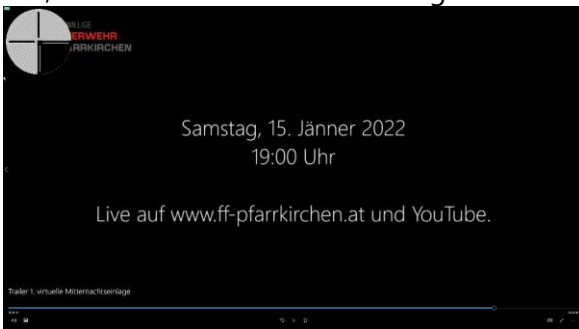 ERWEHR
RRKIRCHEN
Samstag, 15. Jänner 2022
19:00 Uhr
Live auf www.ff-pfarrkirchen.at und YouTube.
Trailer 1. virtuelle Mitternachtseinlage